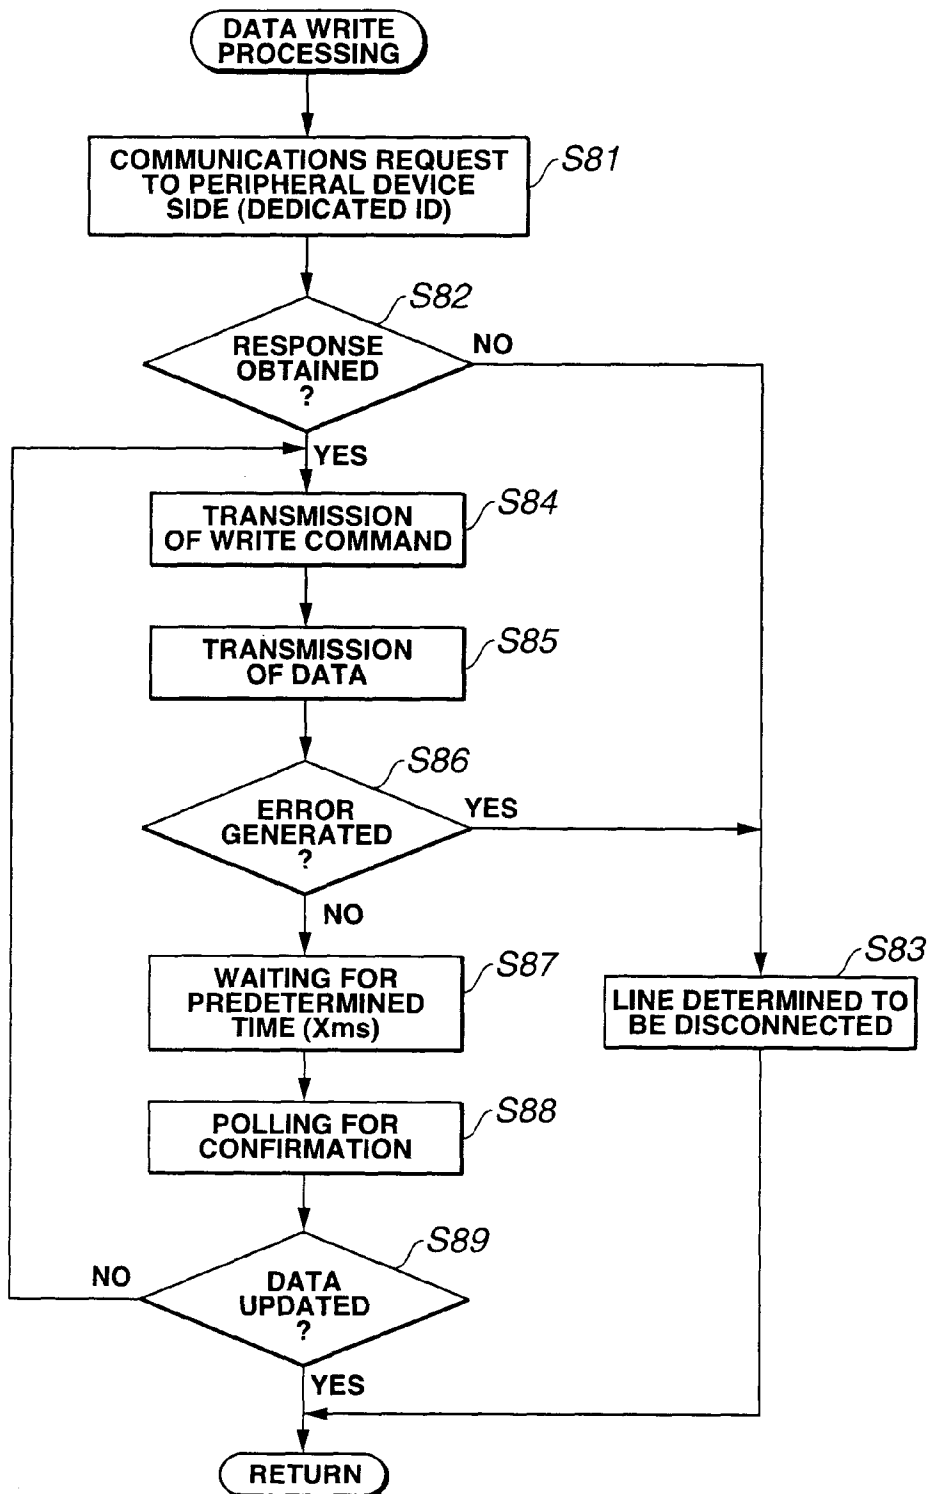 DATA WRITE
PROCESSING
COMMUNICATIONS REQUEST
TO PERIPHERAL DEVICE
SIDE (DEDICATED ID)
S81
S82
RESPONSE
OBTAINED
?
NO
YES
TRANSMISSION
OF WRITE COMMAND
S84
TRANSMISSION
OF DATA
S85
S86
ERROR
GENERATED
?
YES
NO
WAITING FOR
PREDETERMINED
TIME (Xms)
S87
S83
LINE DETERMINED TO
BE DISCONNECTED
POLLING FOR
CONFIRMATION
S88
S89
DATA
UPDATED
?
NO
YES
RETURN